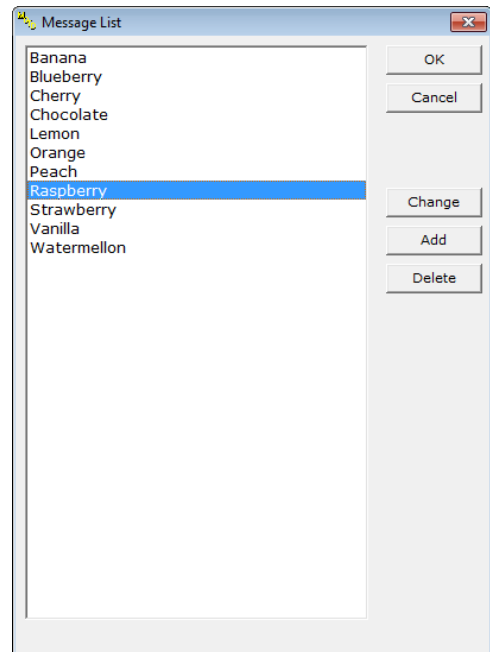 Message List
Banana
Blueberry
Cherry
Chocolate
Lemon
Orange
Peach
Raspberry
Strawberry
Vanilla
Watermellon
OK
Cancel
Change
Add
Delete